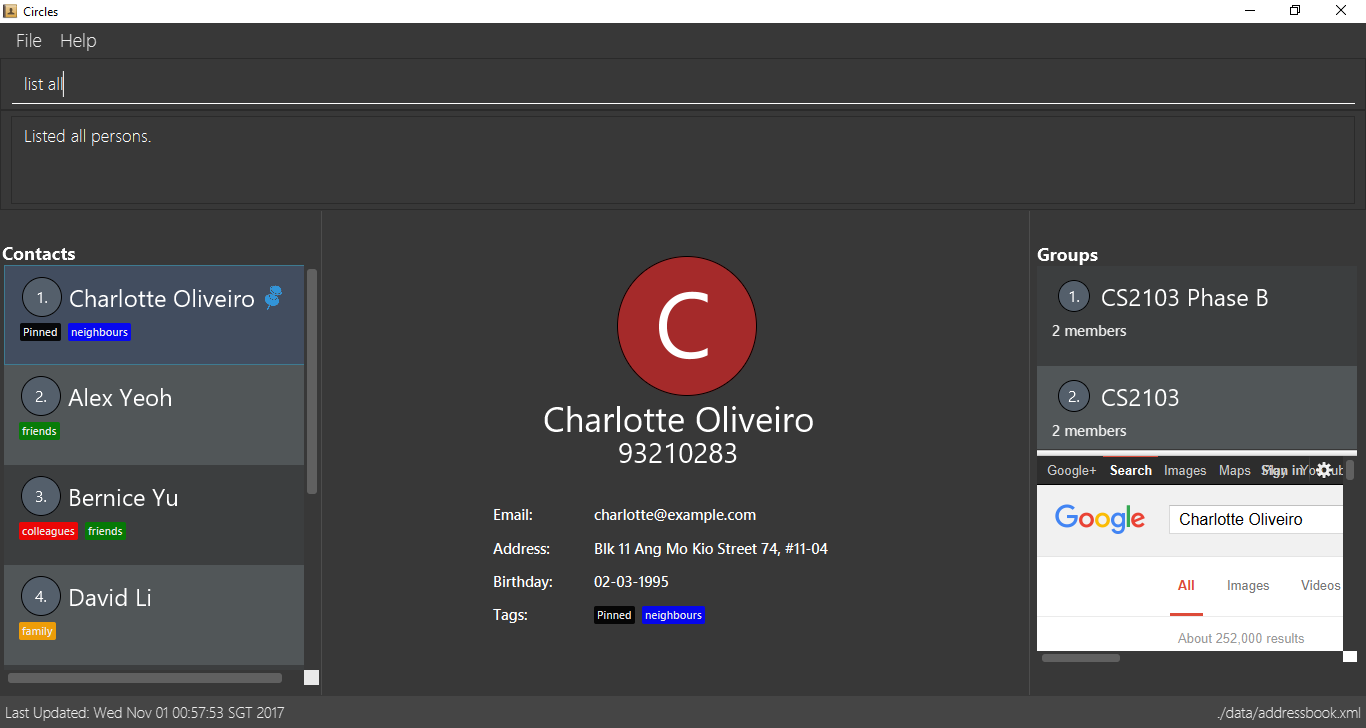 Circles
File Help
list all
Listed all persons.
Contacts
1. Charlotte Oliveiro
Pinned neighbours
2. Alex Yeoh
friends
3. Bernice Yu
colleagues friends
4. David Li
family
C
Charlotte Oliveiro
93210283
Email: charlotte@example.com
Address: Blk 11 Ang Mo Kio Street 74, #11-04
Birthday: 02-03-1995
Tags: Pinned neighbours
Groups
1. CS2103 Phase B
2 members
2. CS2103
2 members
Google+ Search Images Maps
Google Charlotte Oliveiro
All Images Videos
About 252,000 results
Last Updated: Wed Nov 01 00:57:53 SGT 2017
./data/addressbook.xml